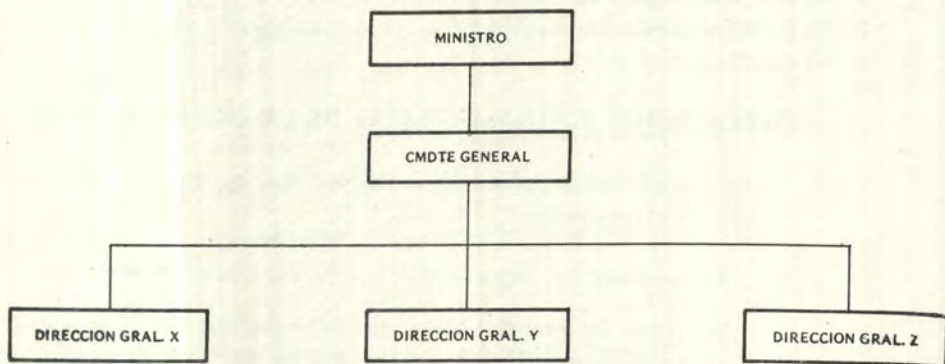 MINISTRO
CMDTE GENERAL
DIRECCION GRAL. X
DIRECCION GRAL. Y
DIRECCION GRAL. Z